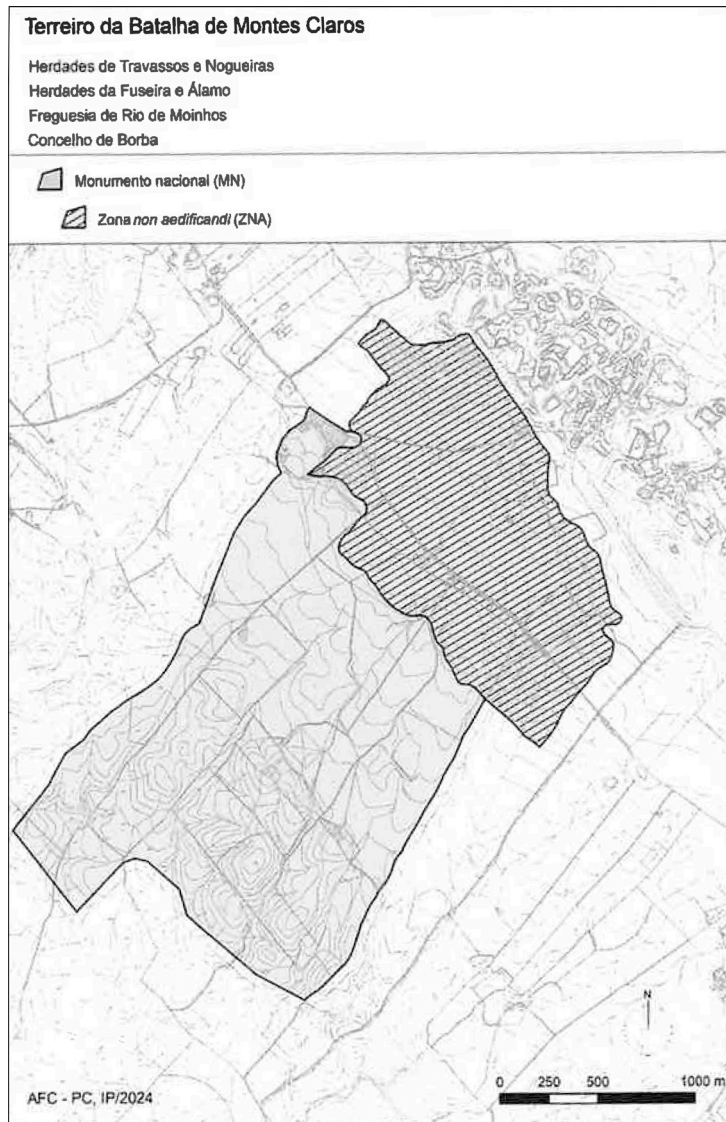 Terreiro da Batalha de Montes Claros
Herdades de Travassos e Nogueiras
Herdades da Fuseira e Álamo
Freguesia de Rio de Moinhos
Concelho de Borba
Monumento nacional (MN)
Zona non aedificandi (ZNA)
N
0 250 500 1000 m
AFC - PC, IP/2024